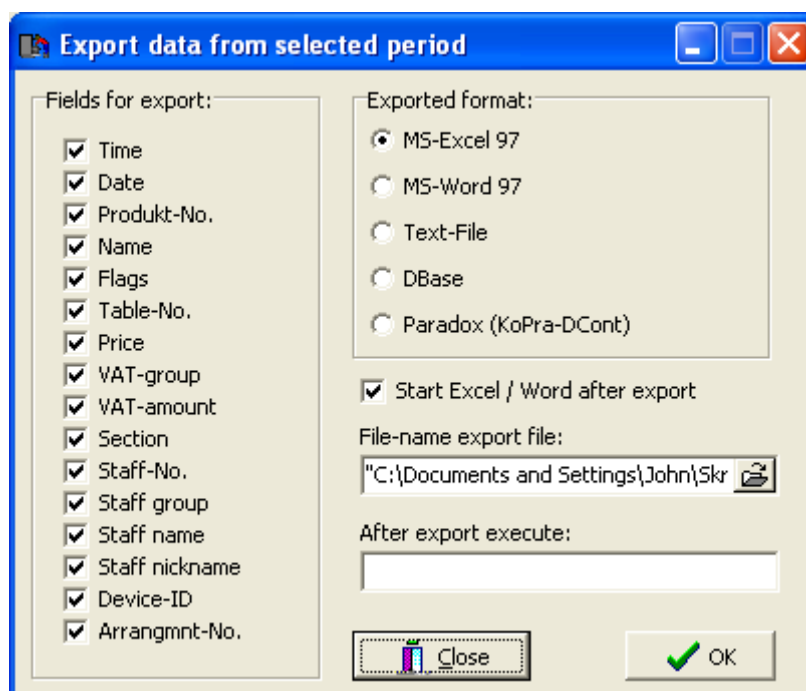 Export data from selected period
Fields for export:
Time
Date
Produkt-No.
Name
Flags
Table-No.
Price
VAT-group
VAT-amount
Section
Staff-No.
Staff group
Staff name
Staff nickname
Device-ID
Arrangmnt-No.
Exported format:
MS-Excel 97
MS-Word 97
Text-File
DBase
Paradox (KoPra-DCont)
Start Excel / Word after export
File-name export file:
"C:\Documents and Settings\John\Skr
After export execute:
Close
OK